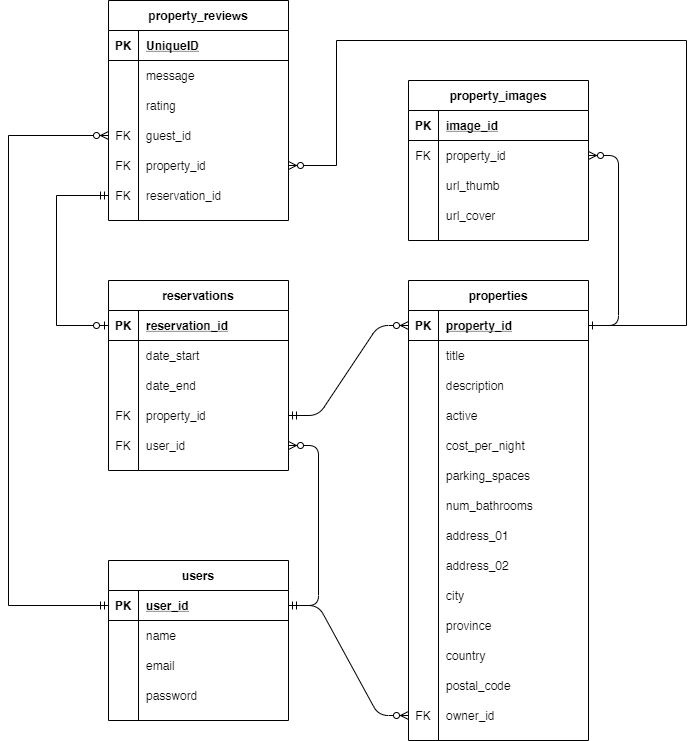 property_reviews
PK UniqueID
message
rating
FK guest_id
FK property_id
FK reservation_id
property_images
PK image_id
FK property_id
url_thumb
url_cover
reservations
PK reservation_id
date_start
date_end
FK property_id
FK user_id
properties
PK property_id
title
description
active
cost_per_night
parking_spaces
num_bathrooms
address_01
address_02
city
province
country
postal_code
FK owner_id
users
PK user_id
name
email
password